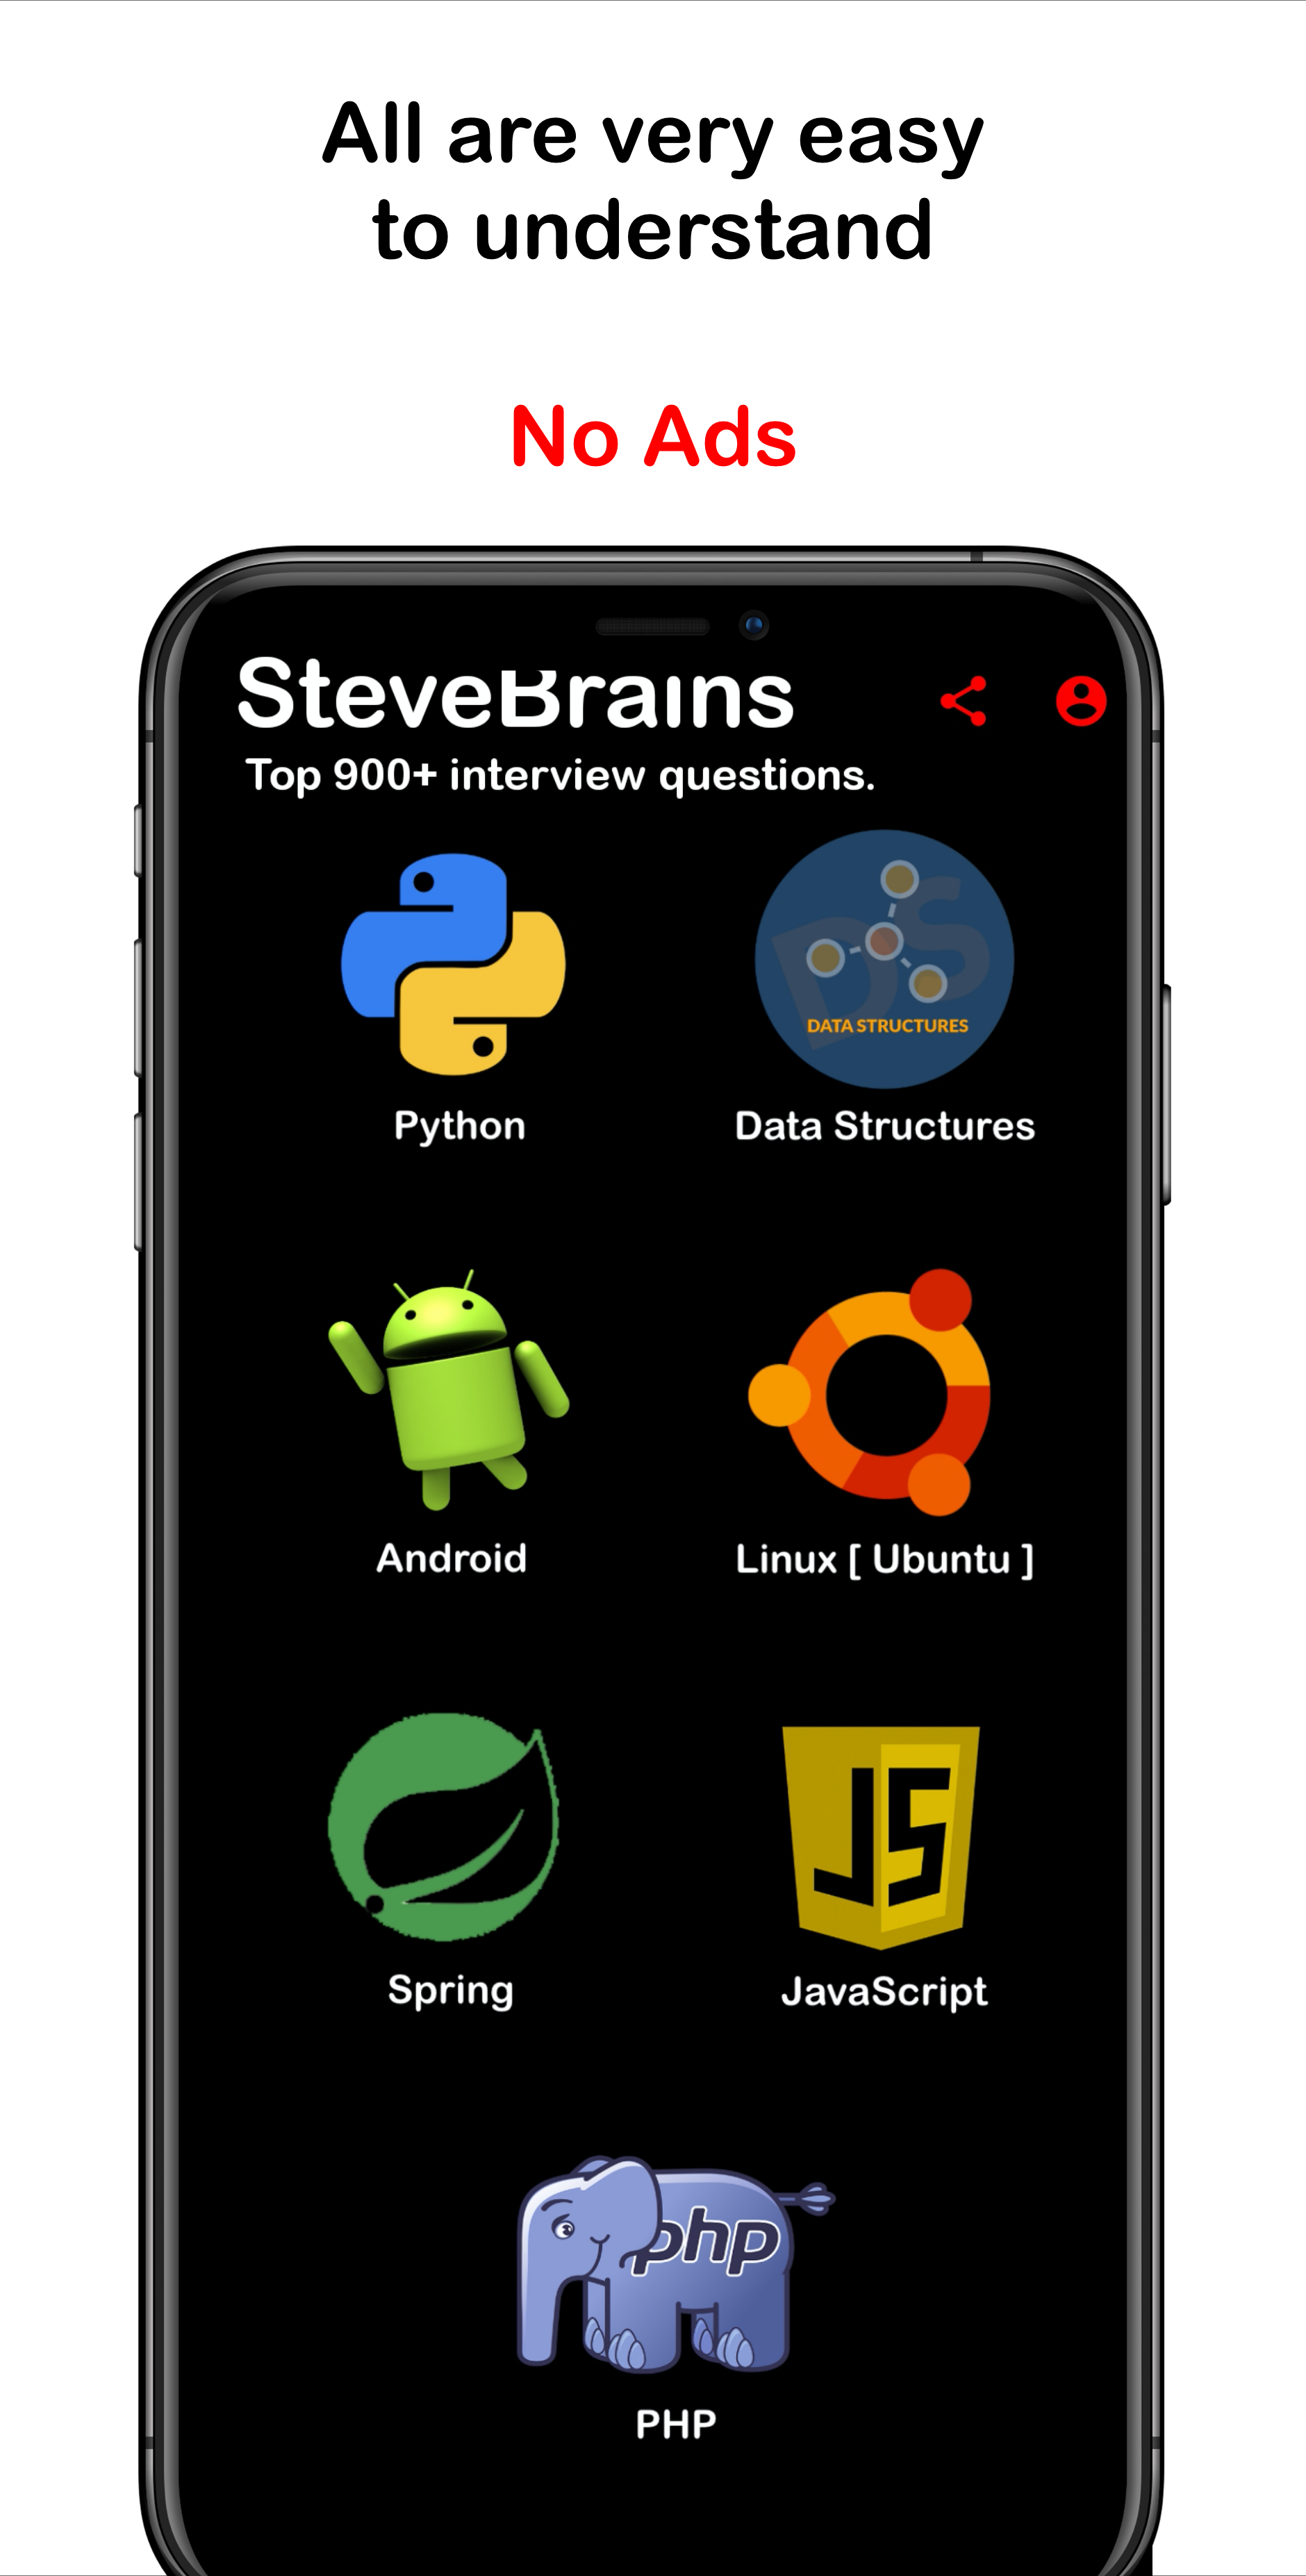 All are very easy
to understand
No Ads
SteveBrains
Top 900+ interview questions.
DS
DATA STRUCTURES
Python
Data Structures
Android
Linux [ Ubuntu ]
JS
Spring
JavaScript
php
PHP